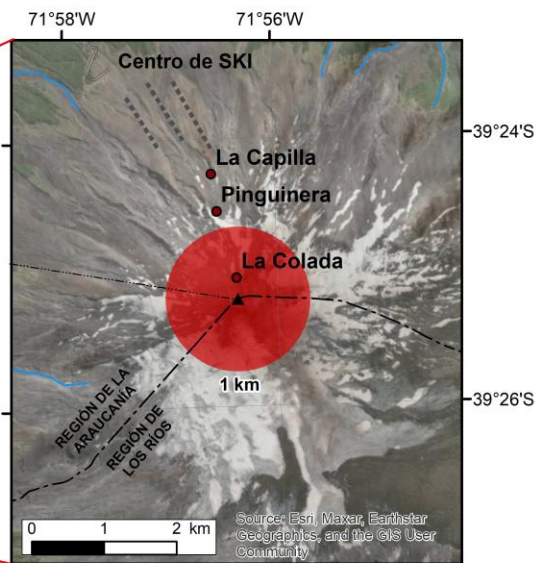 71°58'W
71°56'W
Centro de SKI
39°24'S
La Capilla
Pinguinera
La Colada
1 km
39°26'S
REGIÓN DE LA
ARAUCANÍA
REGIÓN DE
LOS RÍOS
0 1 2 km
Source: Esri, Maxar, Earthstar
Geographics, and the GIS User
Community